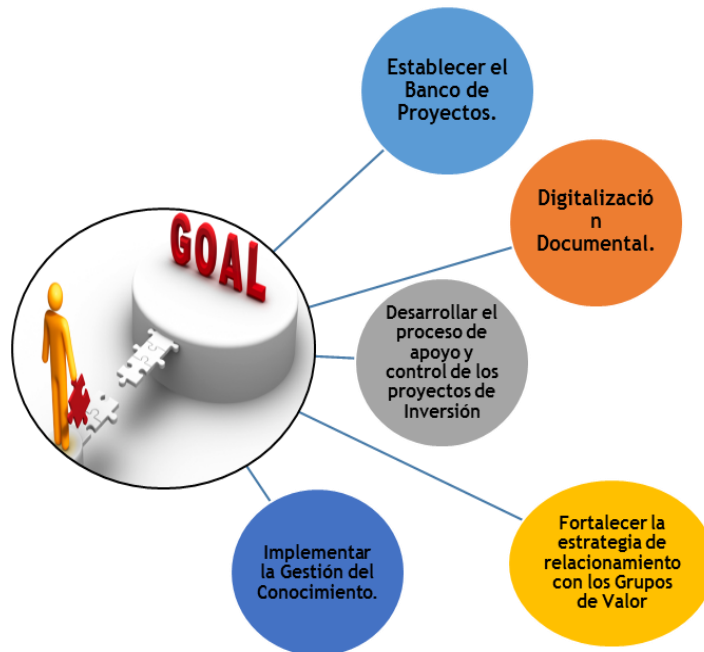 Establecer el
Banco de
Proyectos.
Digitalizació
n
Documental.
GOAL
Desarrollar el
proceso de
apoyo y
control de los
proyectos de
Inversión
Fortalecer la
estrategia de
relacionamiento
con los Grupos
de Valor
Implementar
la Gestión del
Conocimiento.